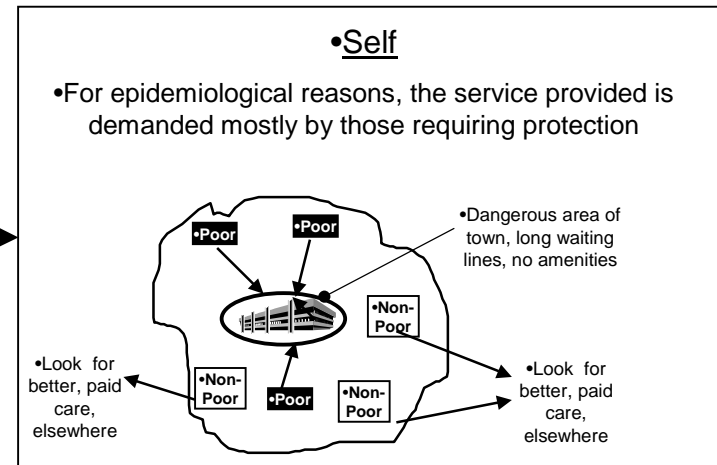 •Self
•For epidemiological reasons, the service provided is
demanded mostly by those requiring protection
•Poor
•Poor
•Dangerous area of
town, long waiting
lines, no amenities
•Non-
Poor
•Look for
better, paid
care,
elsewhere
•Non-
Poor
•Poor
•Non-
Poor
•Look for
better, paid
care,
elsewhere